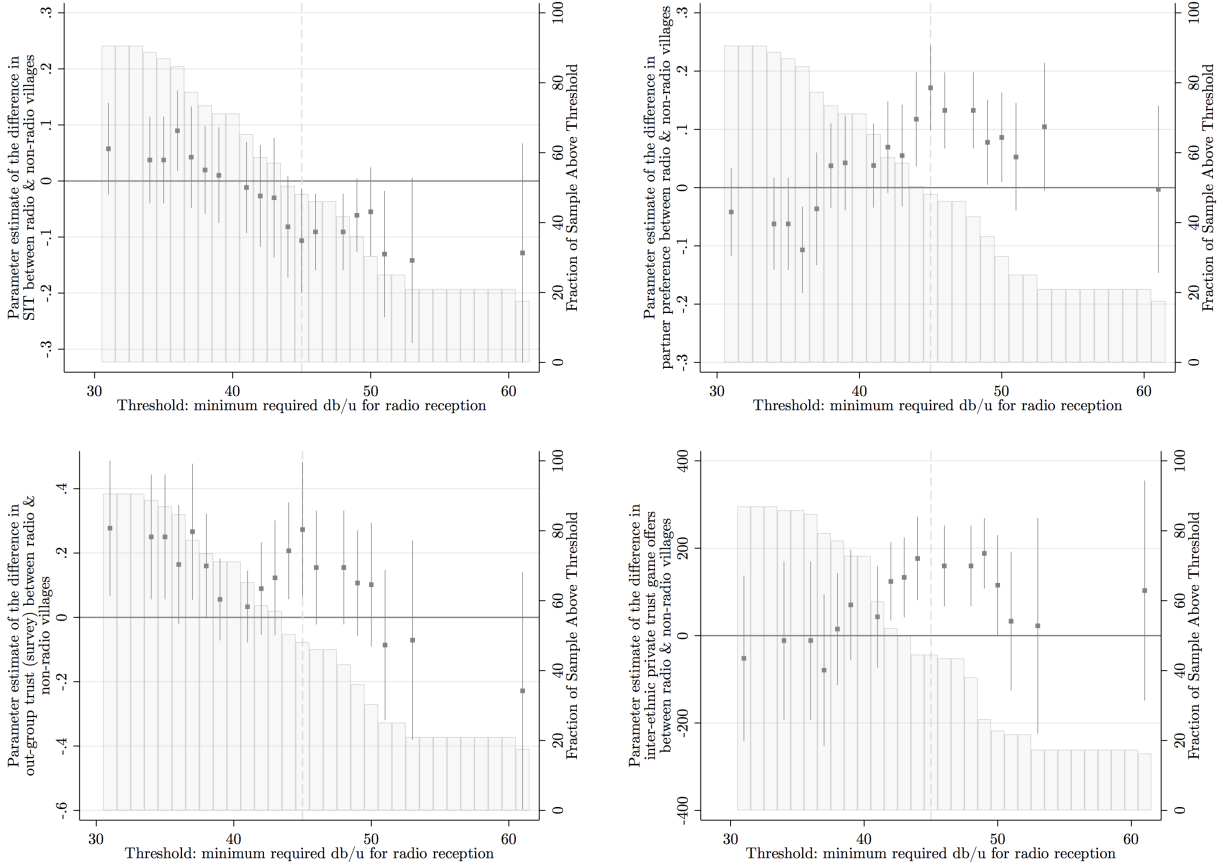 Parameter estimate of the difference in
SIT between radio & non-radio villages
.3
.2
.1
0
-.1
-.2
-.3
100
80
60
40
20
0
Fraction of Sample Above Threshold
30 40 50 60
Threshold: minimum required db/u for radio reception
Parameter estimate of the difference in
partner preference between radio & non-radio villages
.3
.2
.1
0
-.1
-.2
-.3
100
80
60
40
20
0
Fraction of Sample Above Threshold
30 40 50 60
Threshold: minimum required db/u for radio reception
Parameter estimate of the difference in
out-group trust (survey) between radio &
non-radio villages
.4
.2
0
-.2
-.4
-.6
100
80
60
40
20
0
Fraction of Sample Above Threshold
30 40 50 60
Threshold: minimum required db/u for radio reception
Parameter estimate of the difference in
inter-ethnic private trust game offers
between radio & non-radio villages
400
200
0
-200
-400
100
80
60
40
20
0
Fraction of Sample Above Threshold
30 40 50 60
Threshold: minimum required db/u for radio reception